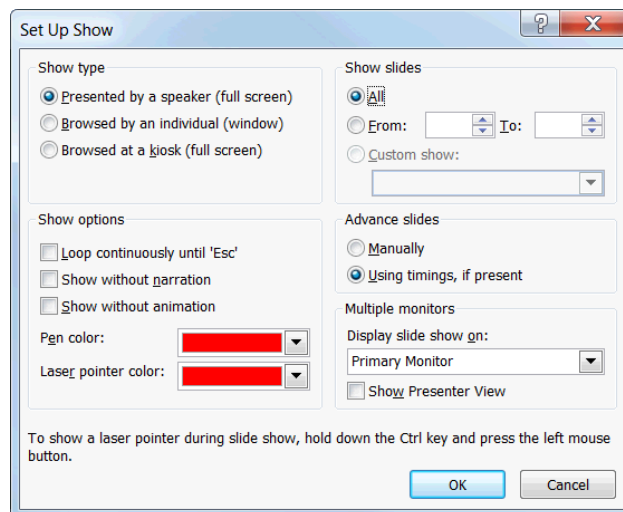 Set Up Show
Show type
Presented by a speaker (full screen)
Browsed by an individual (window)
Browsed at a kiosk (full screen)
Show slides
All
From: To:
Custom show:
Show options
Loop continuously until 'Esc'
Show without narration
Show without animation
Pen color:
Laser pointer color:
Advance slides
Manually
Using timings, if present
Multiple monitors
Display slide show on:
Primary Monitor
Show Presenter View
To show a laser pointer during slide show, hold down the Ctrl key and press the left mouse
button.
OK Cancel